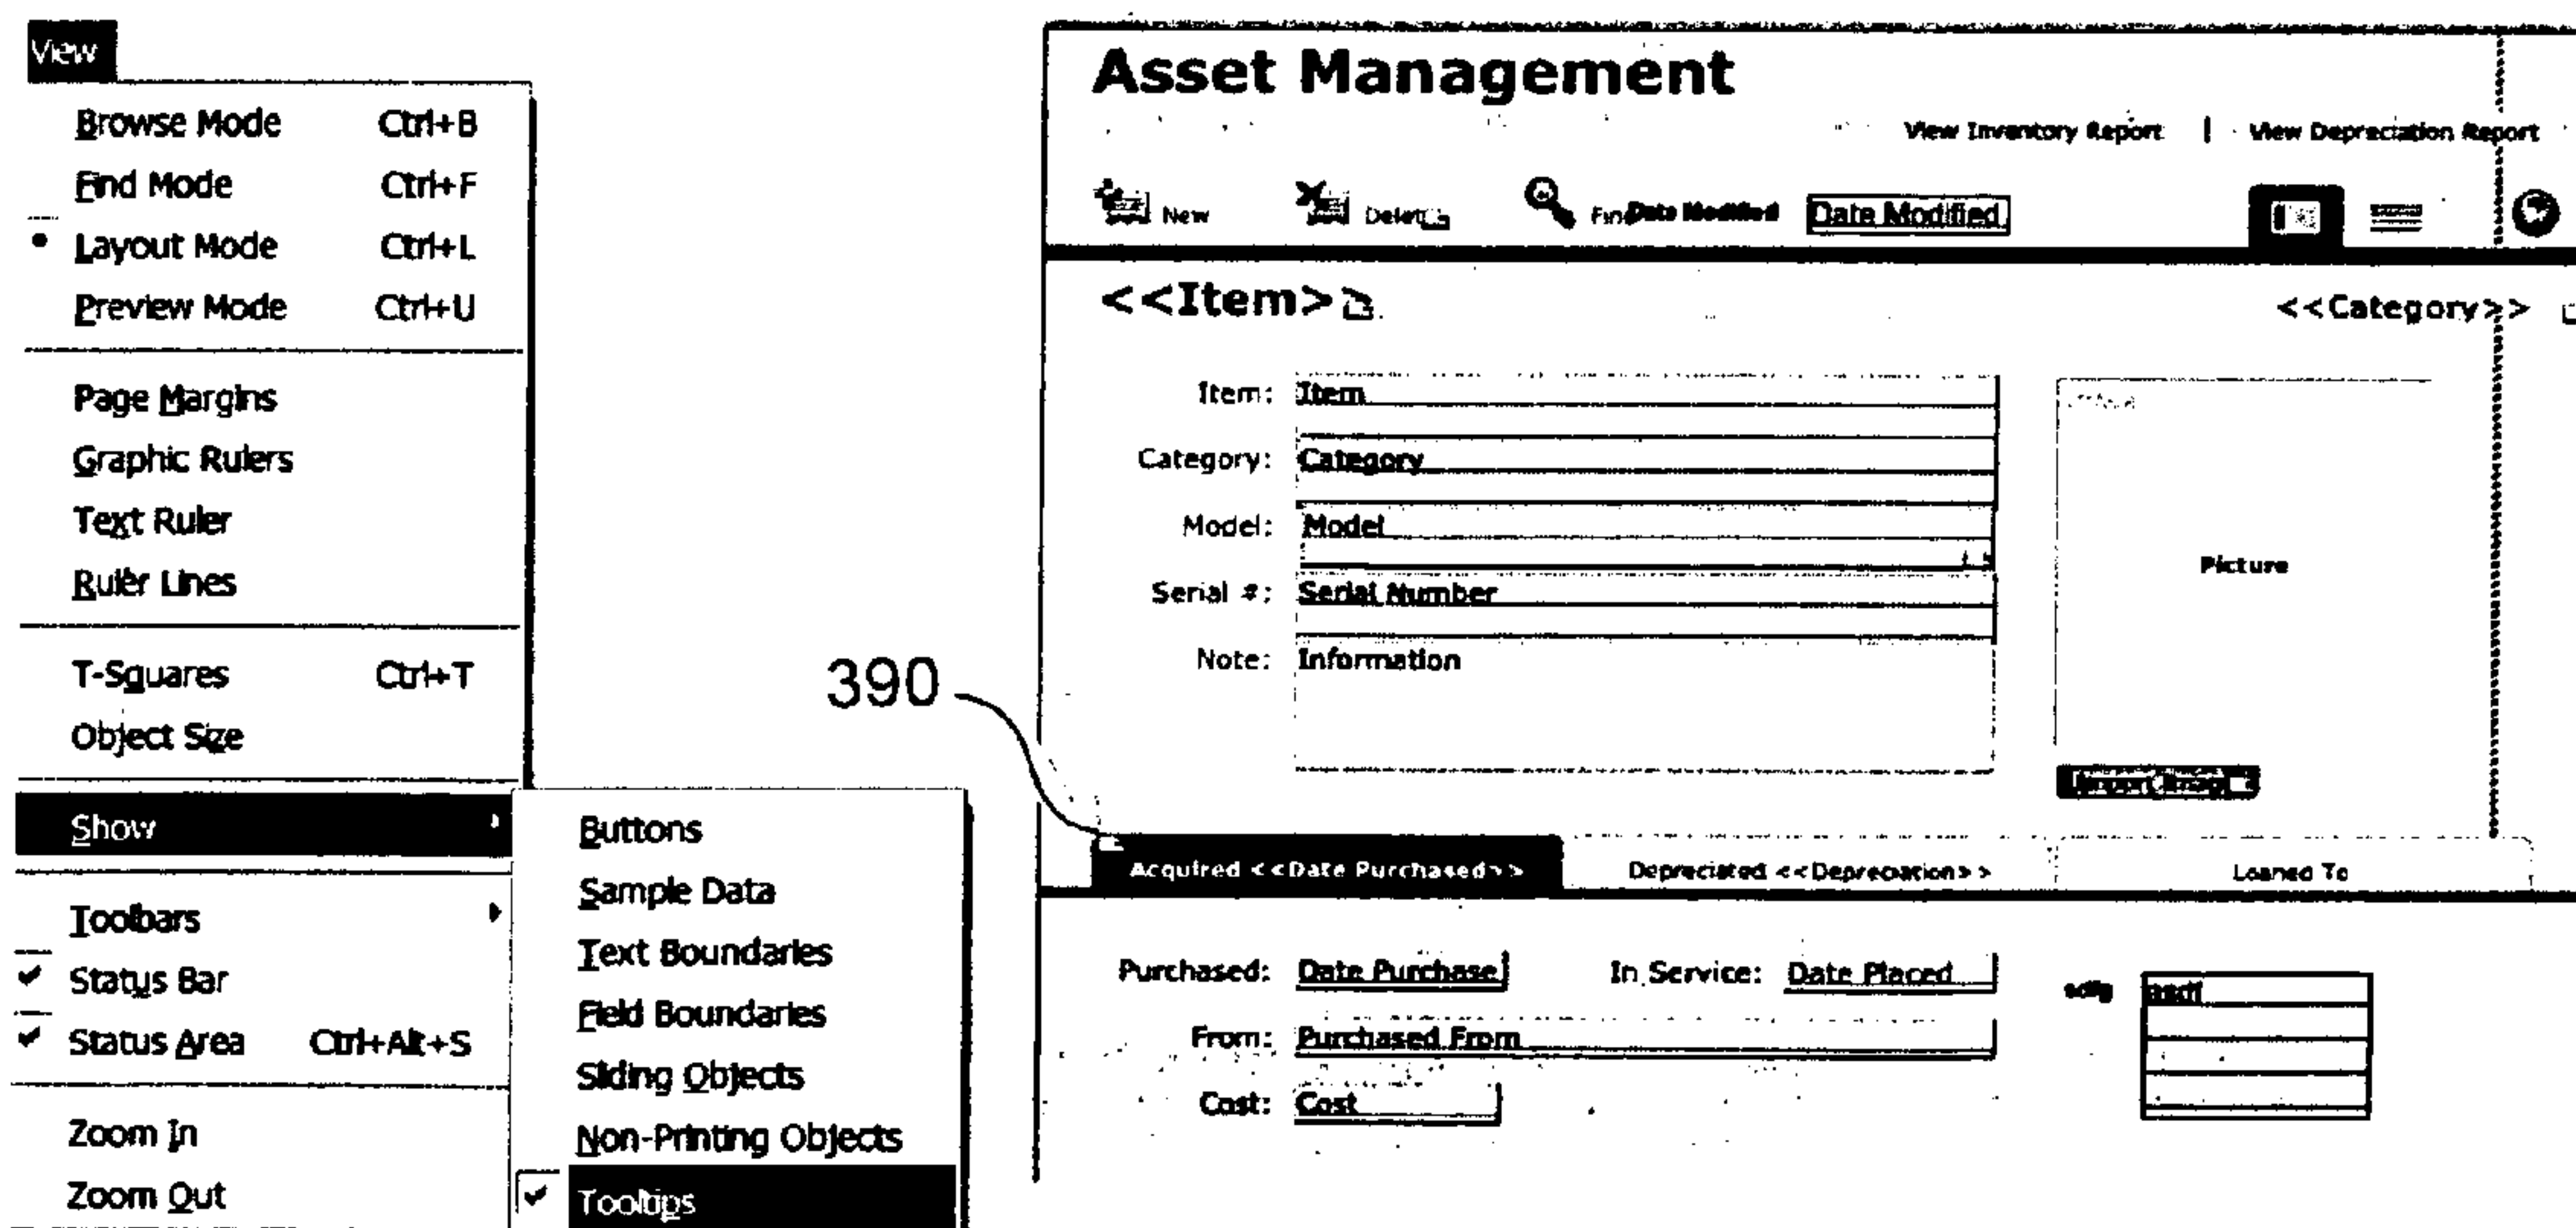 View
Browse Mode Ctrl+B
Find Mode Ctrl+F
Layout Mode Ctrl+L
Preview Mode Ctrl+U
Page Margins
Graphic Rulers
Text Ruler
Ruler Lines
T-Squares Ctrl+T
Object Size
Show
Toolbars
Status Bar
Status Area Ctrl+Alt+S
Zoom In
Zoom Out
Buttons
Sample Data
Text Boundaries
Field Boundaries
Sliding Objects
Non-Printing Objects
Tooltips
390
Asset Management
View Inventory Report | View Depreciation Report
New Delet Fin Date Modified Date Modified
<<Item> <<Category>>
Item: Item
Category: Category
Model: Model
Picture
Serial #: Serial Number
Note: Information
Acquired <<Date Purchased>> Depreciated <<Depreciation>> Loaned To
Purchased: Date Purchase In Service: Date Placed
asdf
From: Purchased From
Cost: Cost